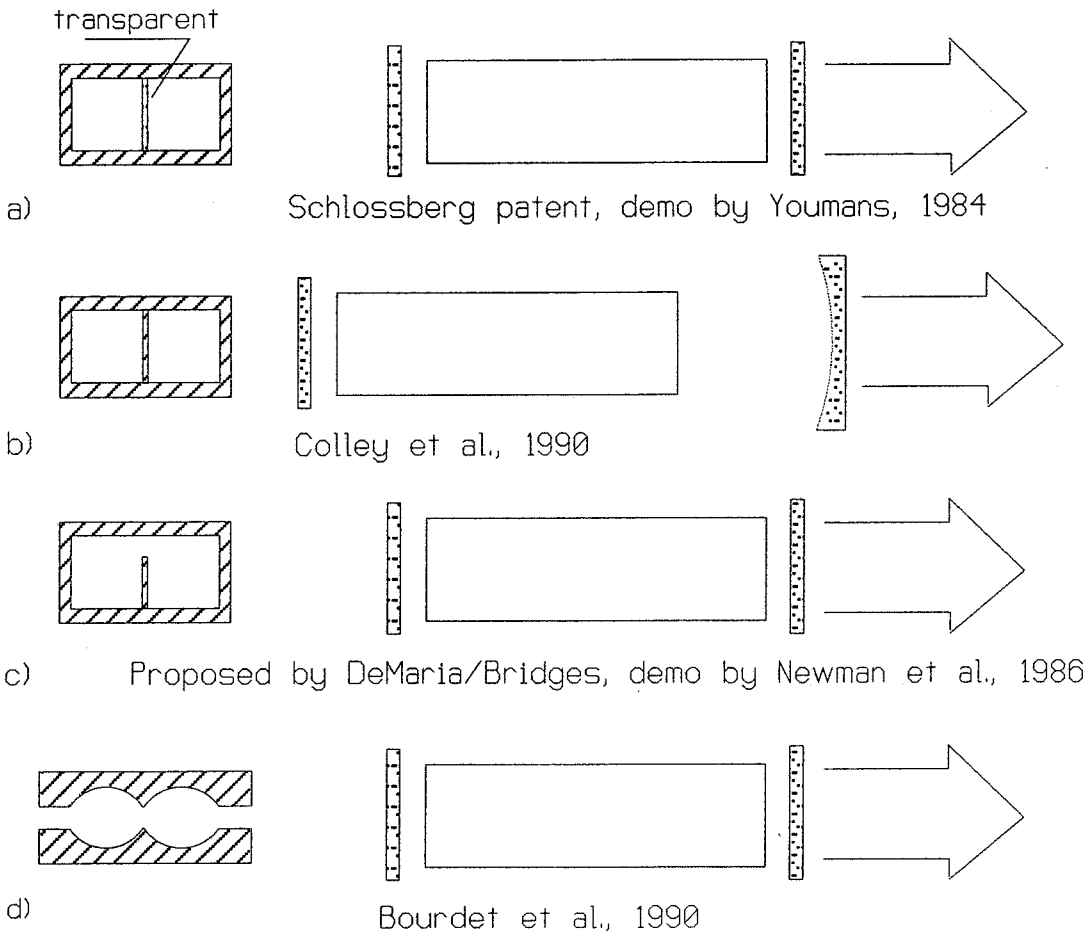 transparent
a)
Schlossberg patent, demo by Youmans, 1984
b)
Colley et al., 1990
c) Proposed by DeMaria/Bridges, demo by Newman et al., 1986
d)
Bourdet et al., 1990